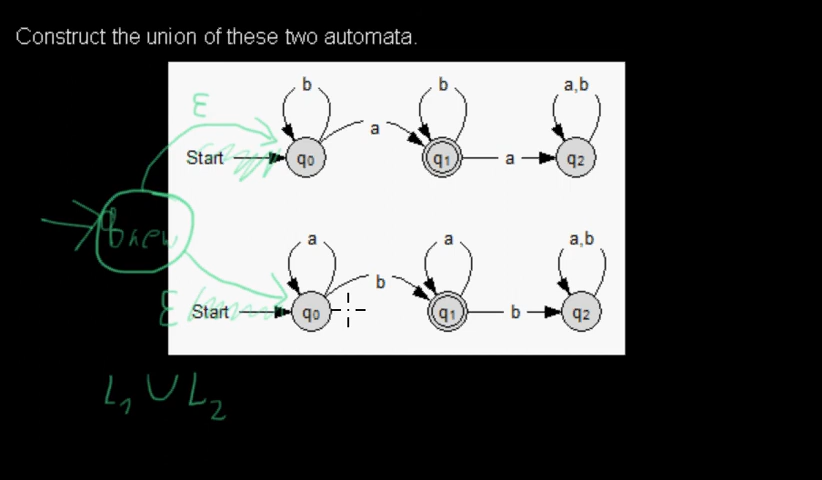 Construct the union of these two automata.
b b a,b
ε
a
Start q0 q1 a q2
qnew
a a a,b
b
ε Start q0 q1 b q2
L1 ∪ L2